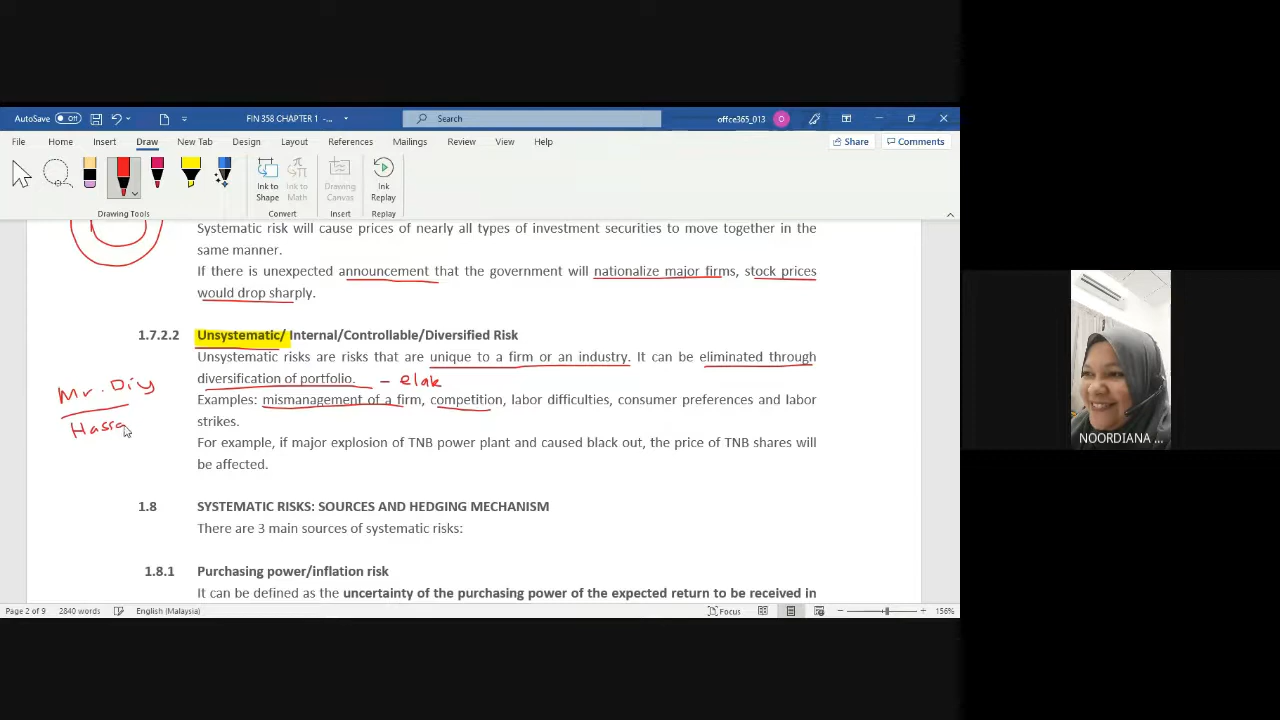 AutoSave Off FIN 358 CHAPTER 1 -... Search office365_013
File Home Insert Draw New Tab Design Layout References Mailings Review View Help Share Comments
Ink to Shape
Ink to Math
Drawing Canvas
Ink Replay
Drawing Tools Convert Insert Replay
Systematic risk will cause prices of nearly all types of investment securities to move together in the
same manner.
If there is unexpected announcement that the government will nationalize major firms, stock prices
would drop sharply.
1.7.2.2 Unsystematic/ Internal/Controllable/Diversified Risk
Unsystematic risks are risks that are unique to a firm or an industry. It can be eliminated through
diversification of portfolio. - elak
Mr. Diy
Examples: mismanagement of a firm, competition, labor difficulties, consumer preferences and labor
strikes.
For example, if major explosion of TNB power plant and caused black out, the price of TNB shares will
be affected.
1.8 SYSTEMATIC RISKS: SOURCES AND HEDGING MECHANISM
There are 3 main sources of systematic risks:
1.8.1 Purchasing power/inflation risk
It can be defined as the uncertainty of the purchasing power of the expected return to be received in
Page 2 of 9 2840 words English (Malaysia) Focus 156%
NOORDIANA ...